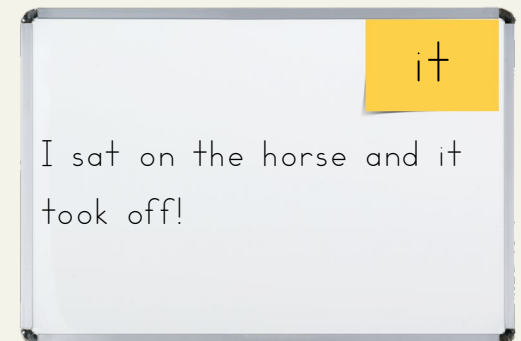 it
I sat on the horse and it
took off!